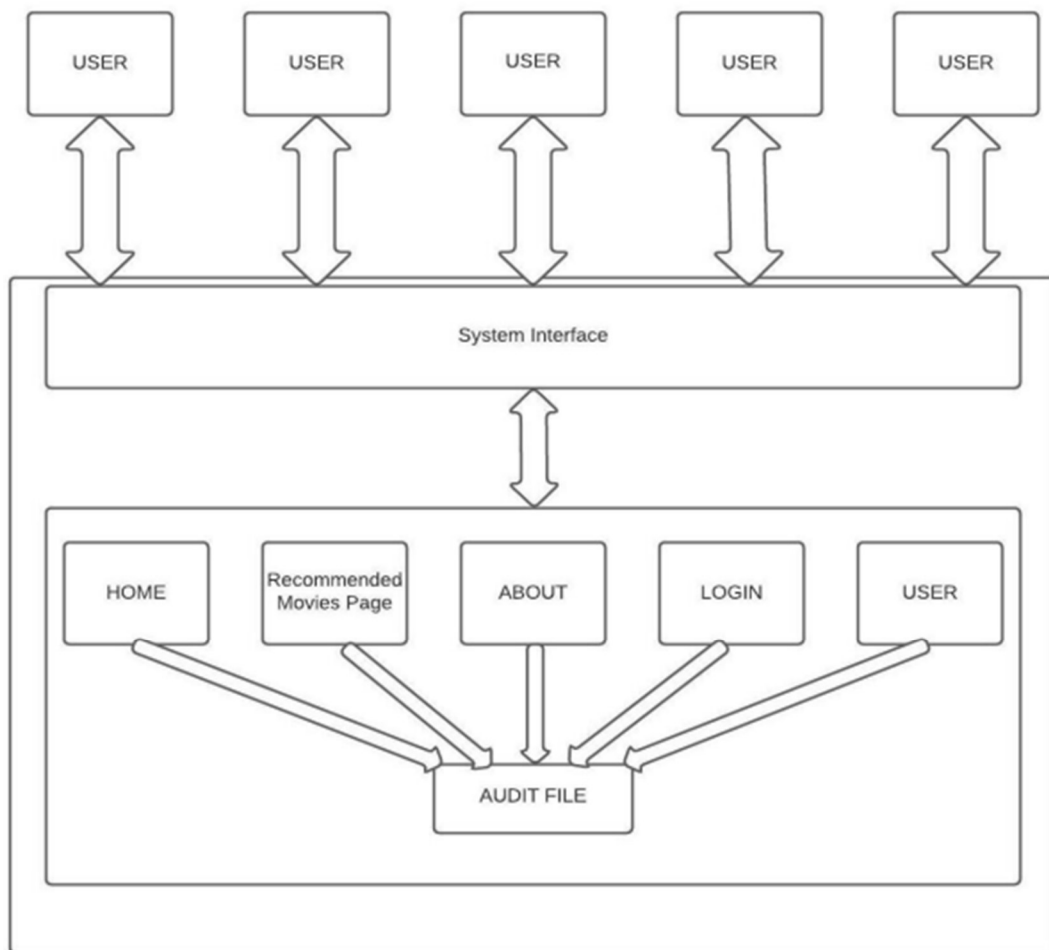 USER
USER
USER
USER
USER
System Interface
HOME
Recommended
Movies Page
ABOUT
LOGIN
USER
AUDIT FILE